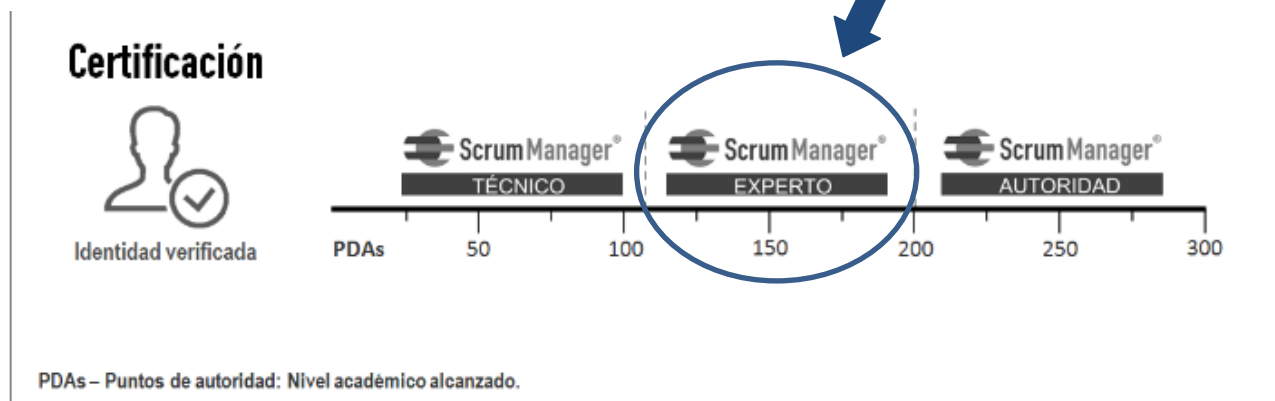 Certificación
Identidad verificada
ScrumManager®
TÉCNICO
ScrumManager®
EXPERTO
ScrumManager®
AUTORIDAD
PDAs 50 100 150 200 250 300
PDAs – Puntos de autoridad: Nivel académico alcanzado.